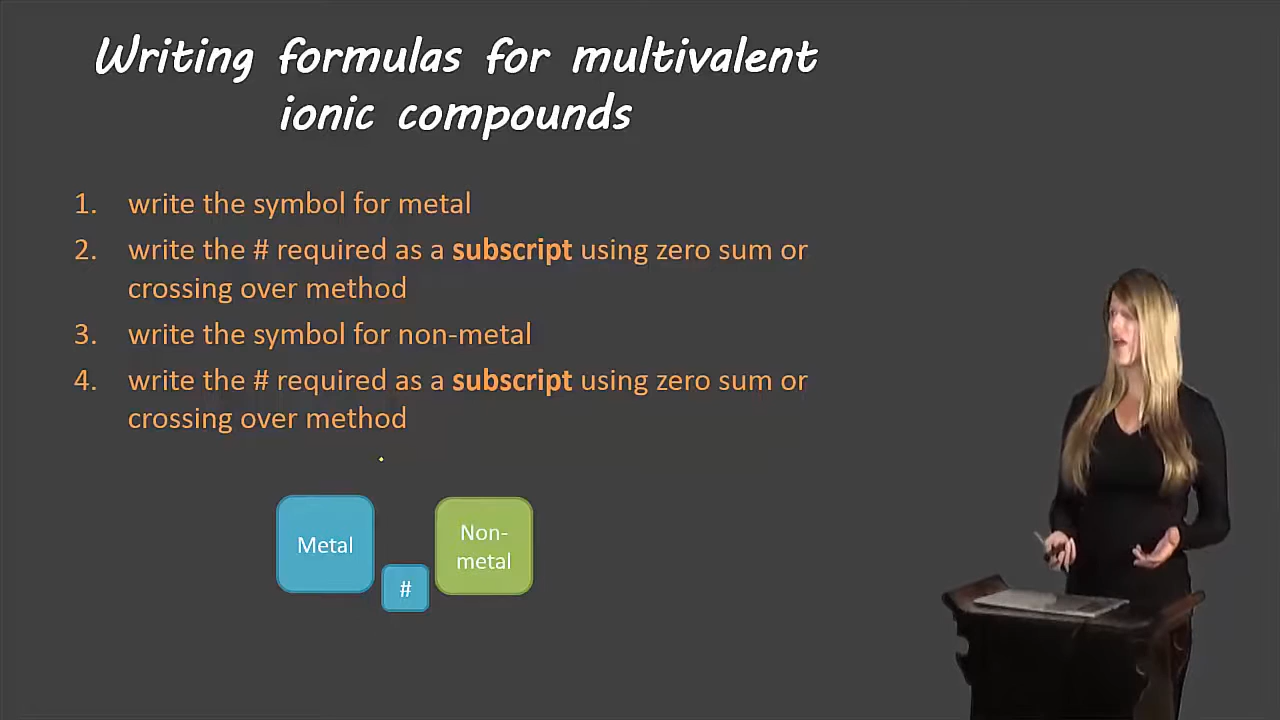 Writing formulas for multivalent
ionic compounds
1. write the symbol for metal
2. write the # required as a subscript using zero sum or
crossing over method
3. write the symbol for non-metal
4. write the # required as a subscript using zero sum or
crossing over method
Metal
#
Non-
metal